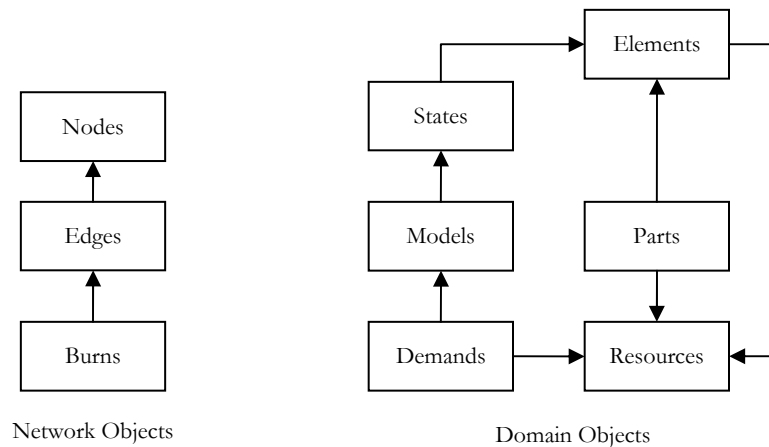 Nodes
Edges
Burns
Network Objects
Elements
States
Models
Parts
Demands
Resources
Domain Objects